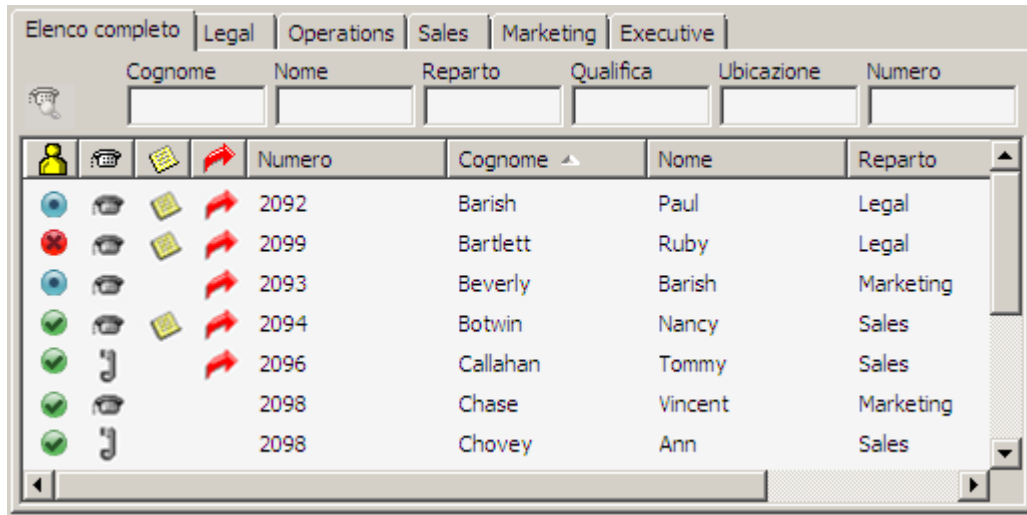 Elenco completo Legal Operations Sales Marketing Executive
Cognome Nome Reparto Qualifica Ubicazione Numero
Numero Cognome Nome Reparto
2092 Barish Paul Legal
2099 Bartlett Ruby Legal
2093 Beverly Barish Marketing
2094 Botwin Nancy Sales
2096 Callahan Tommy Sales
2098 Chase Vincent Marketing
2098 Chovey Ann Sales